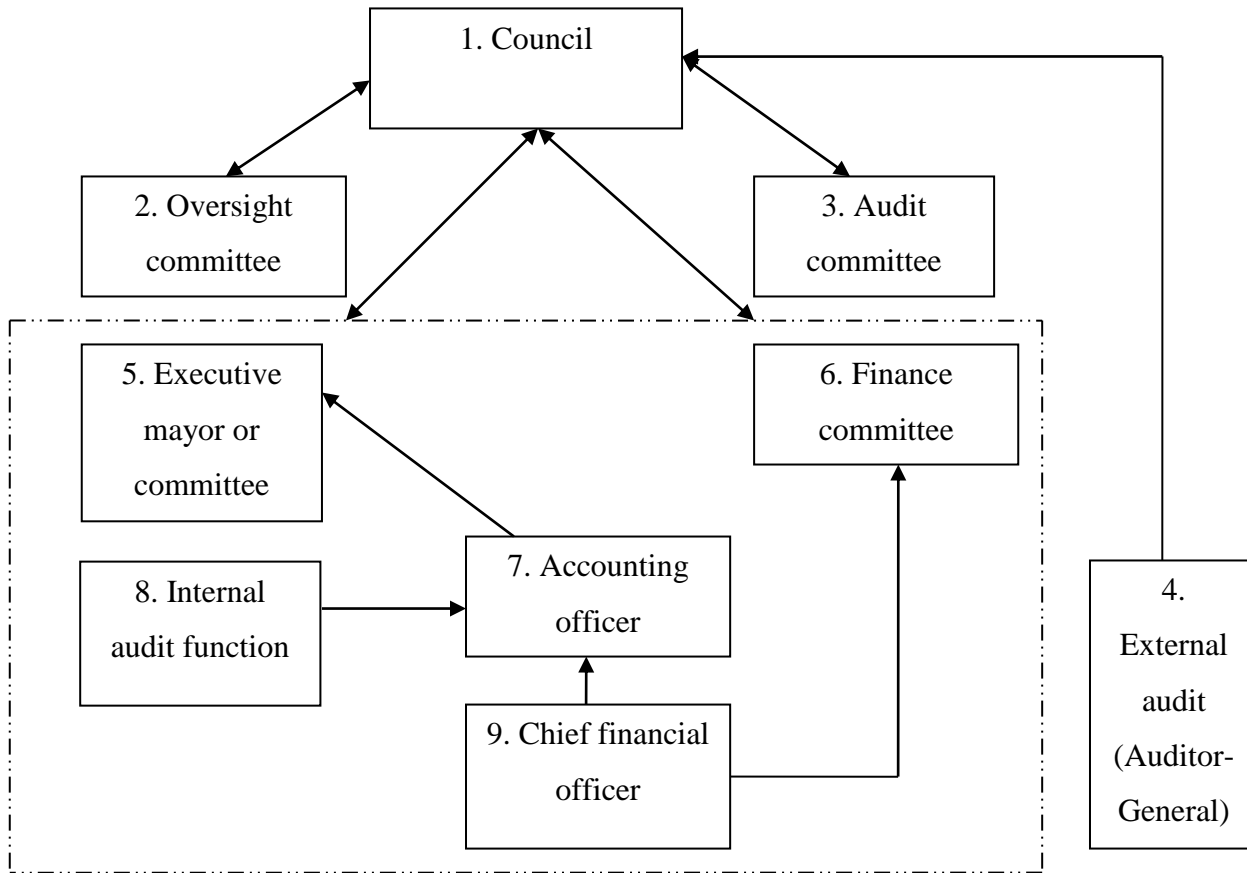 1. Council
2. Oversight
committee
3. Audit
committee
5. Executive
mayor or
committee
6. Finance
committee
7. Accounting
officer
8. Internal
audit function
9. Chief financial
officer
4.
External
audit
(Auditor-
General)